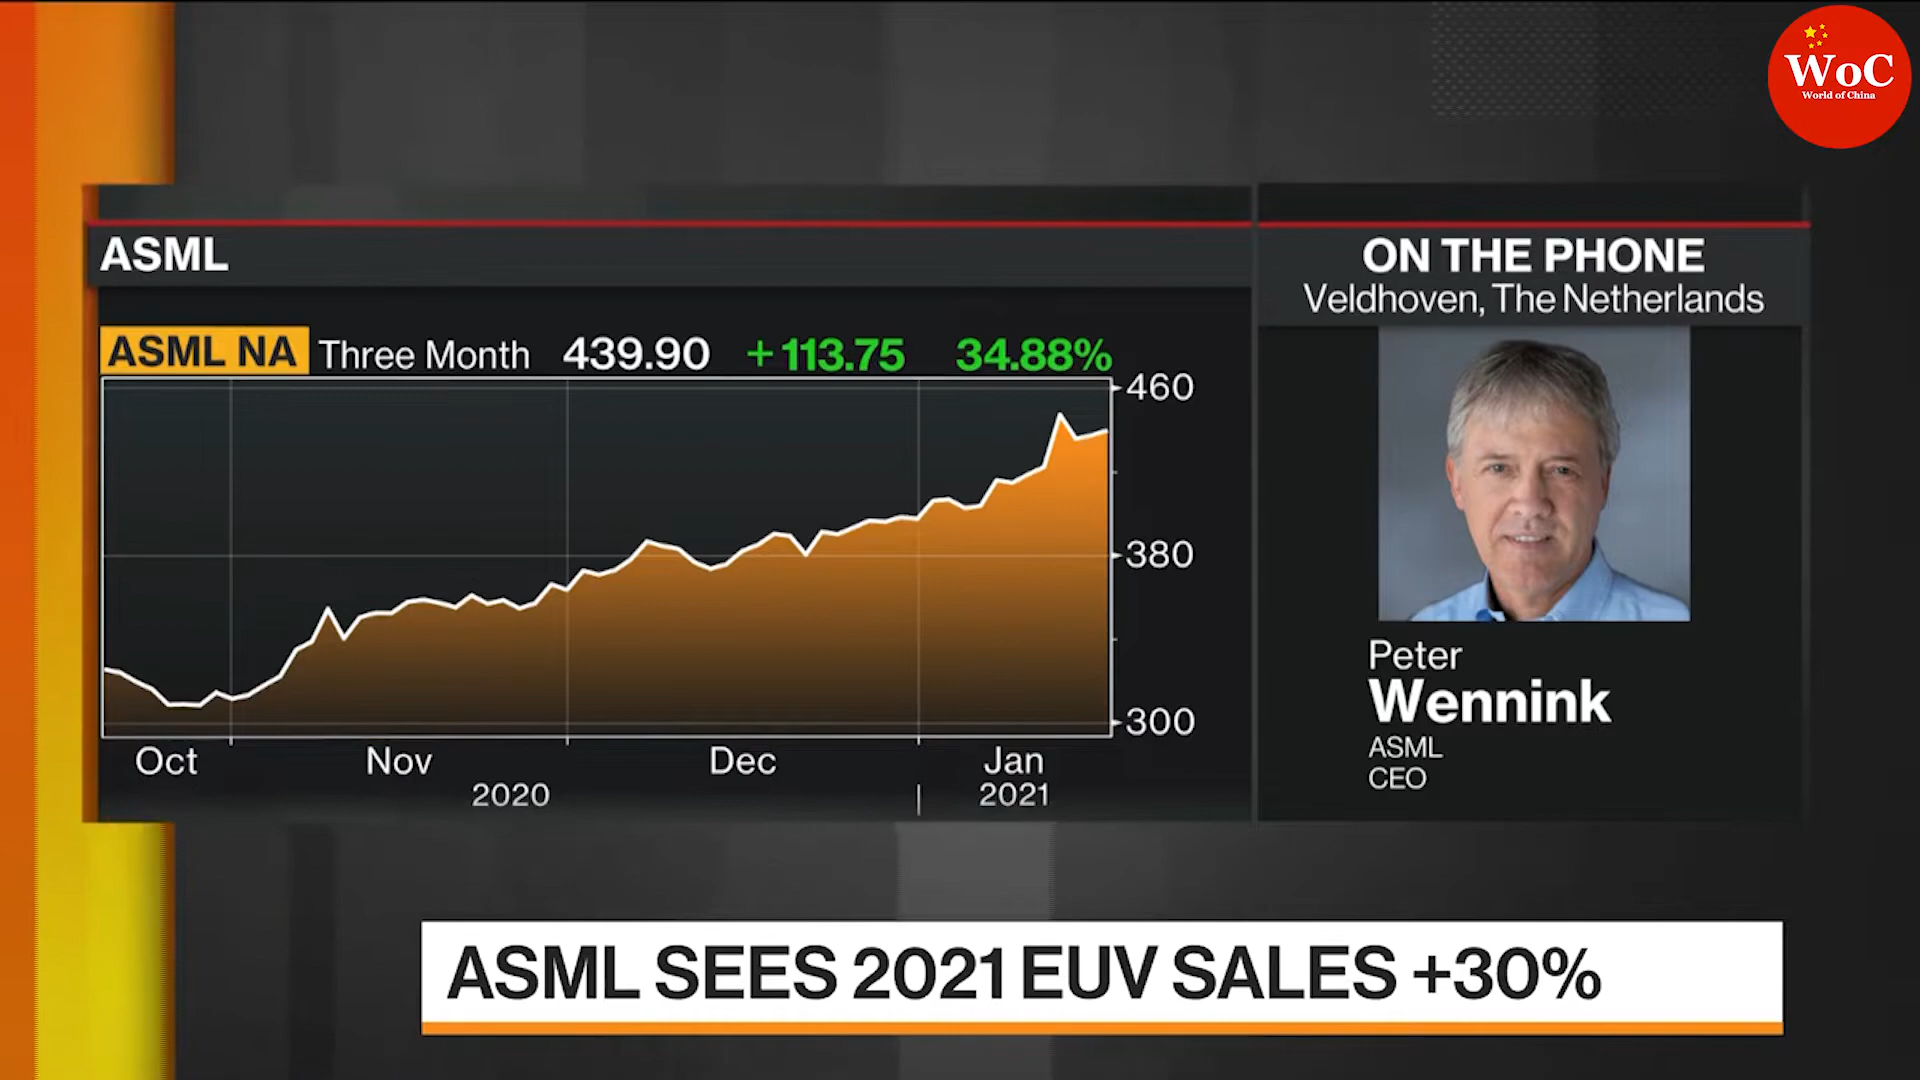 WoC
World of China
ASML
ASML NA Three Month 439.90 +113.75 34.88%
460
380
300
Oct Nov Dec Jan
2020 2021
ON THE PHONE
Veldhoven, The Netherlands
Peter
Wennink
ASML
CEO
ASML SEES 2021 EUV SALES +30%